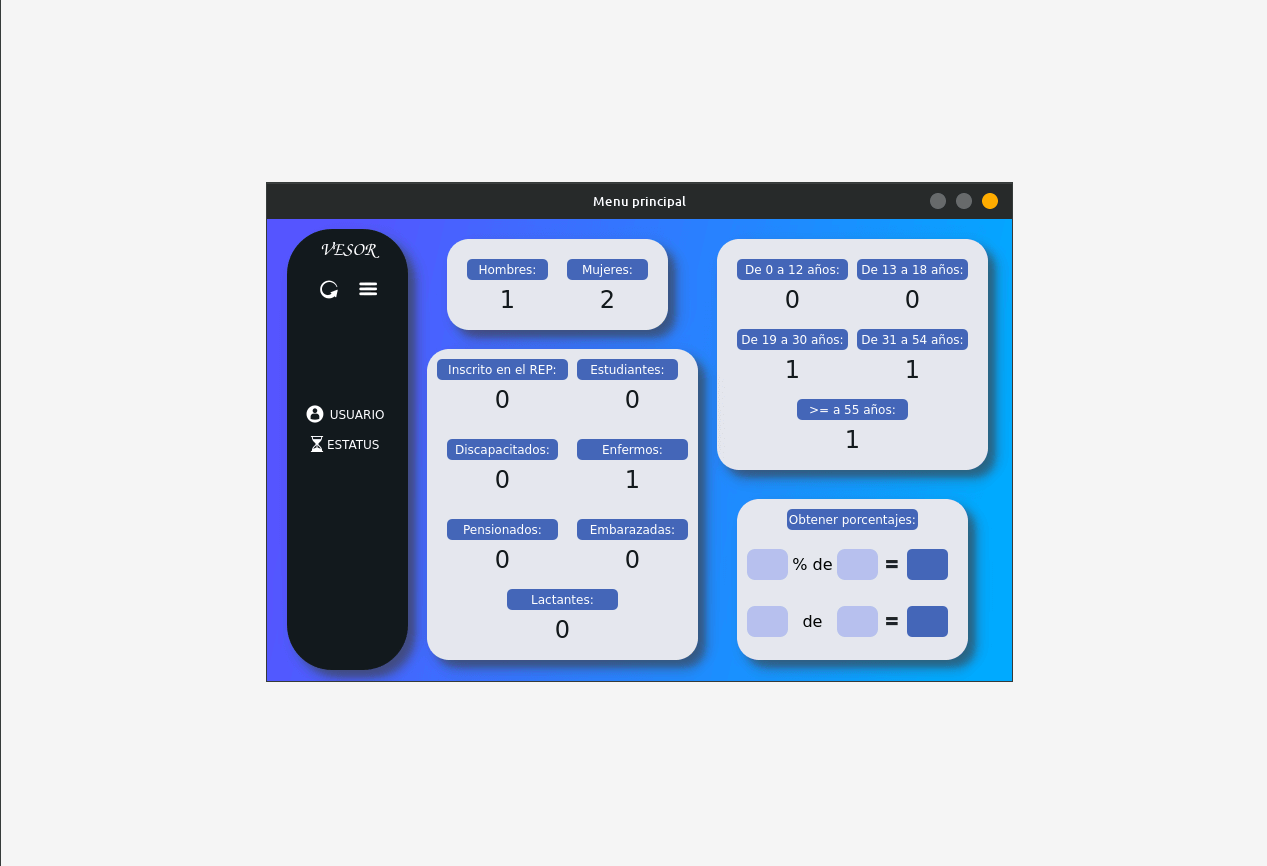 Menu principal
VESOR
USUARIO
ESTATUS
Hombres: Mujeres:
1 2
Inscrito en el REP: Estudiantes:
0 0
Discapacitados: Enfermos:
0 1
Pensionados: Embarazadas:
0 0
Lactantes:
0
De 0 a 12 años: De 13 a 18 años:
0 0
De 19 a 30 años: De 31 a 54 años:
1 1
>= a 55 años:
1
Obtener porcentajes:
% de =
de =